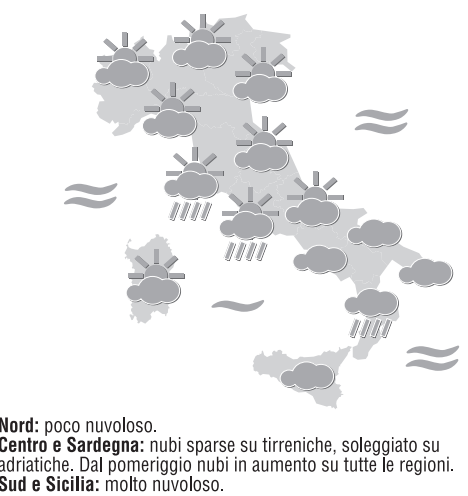 Nord: poco nuvoloso.
Centro e Sardegna: nubi sparse su tirreniche, soleggiato su
adriatiche. Dal pomeriggio nubi in aumento su tutte le regioni.
Sud e Sicilia: molto nuvoloso.